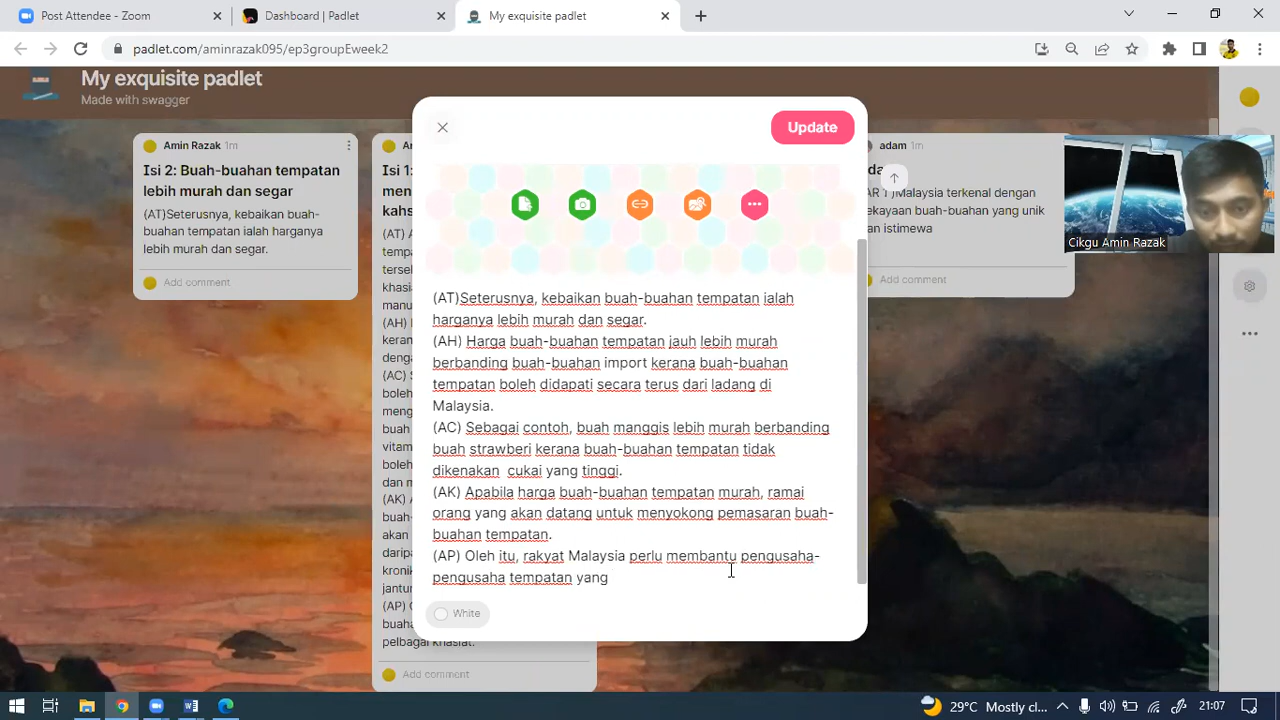 Post Attendee - Zoom
Dashboard | Padlet
My exquisite padlet
padlet.com/aminrazak095/ep3groupEweek2
My exquisite padlet
Made with swagger
Amin Razak 1m
Isi 2: Buah-buahan tempatan
lebih murah dan segar
(AT)Seterusnya, kebaikan buah-
buahan tempatan ialah harganya
lebih murah dan segar.
Add comment
Isi 1:
Add comment
Update
(AT)Seterusnya, kebaikan buah-buahan tempatan ialah
harganya lebih murah dan segar.
(AH) Harga buah-buahan tempatan jauh lebih murah
berbanding buah-buahan import kerana buah-buahan
tempatan boleh didapati secara terus dari ladang di
Malaysia.
(AC) Sebagai contoh, buah manggis lebih murah berbanding
buah strawberi kerana buah-buahan tempatan tidak
dikenakan  cukai yang tinggi.
(AK) Apabila harga buah-buahan tempatan murah, ramai
orang yang akan datang untuk menyokong pemasaran buah-
buahan tempatan.
(AP) Oleh itu, rakyat Malaysia perlu membantu pengusaha-
pengusaha tempatan yang
White
pelbagai khasiat.
Add comment
adam 1m
Malaysia terkenal dengan
buah-buahan yang unik
istimewa
Add comment
Cikgu Amin Razak
29°C Mostly cl...
21:07